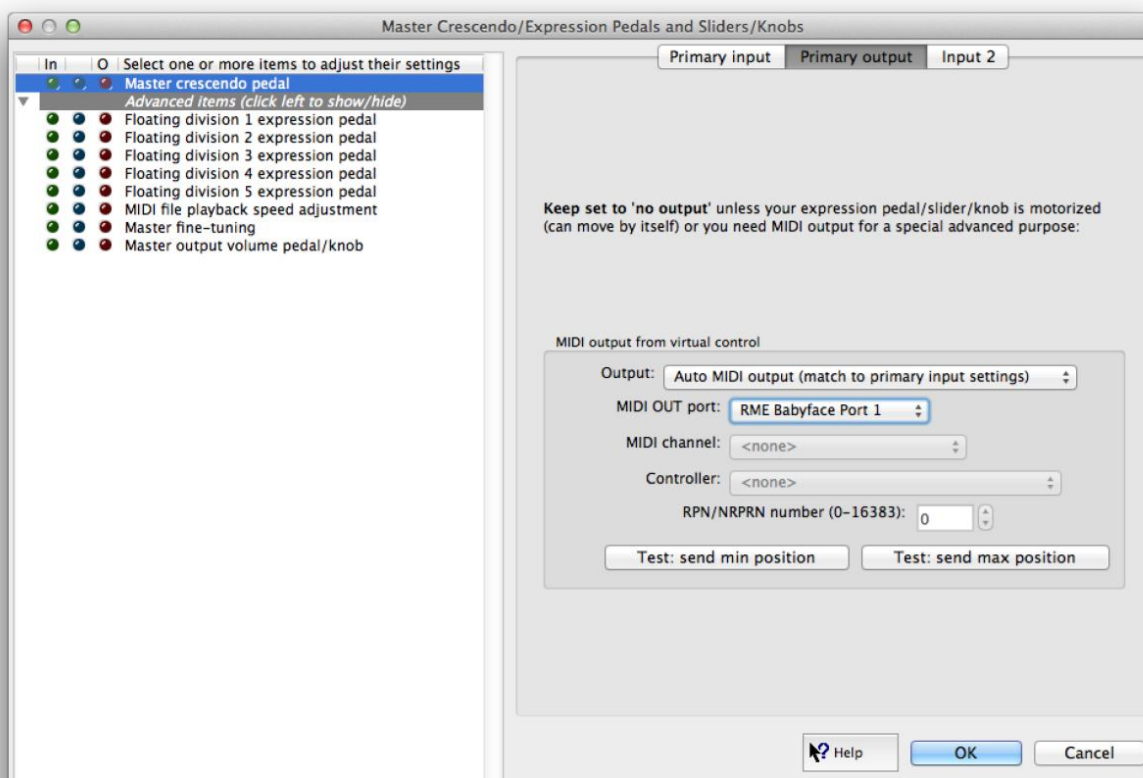 Master Crescendo/Expression Pedals and Sliders/Knobs
In O Select one or more items to adjust their settings
Master crescendo pedal
Advanced items (click left to show/hide)
Floating division 1 expression pedal
Floating division 2 expression pedal
Floating division 3 expression pedal
Floating division 4 expression pedal
Floating division 5 expression pedal
MIDI file playback speed adjustment
Master fine-tuning
Master output volume pedal/knob
Primary input Primary output Input 2
Keep set to 'no output' unless your expression pedal/slider/knob is motorized
(can move by itself) or you need MIDI output for a special advanced purpose:
MIDI output from virtual control
Output: Auto MIDI output (match to primary input settings)
MIDI OUT port: RME Babyface Port 1
MIDI channel: <none>
Controller: <none>
RPN/NRPRN number (0-16383): 0
Test: send min position Test: send max position
? Help OK Cancel